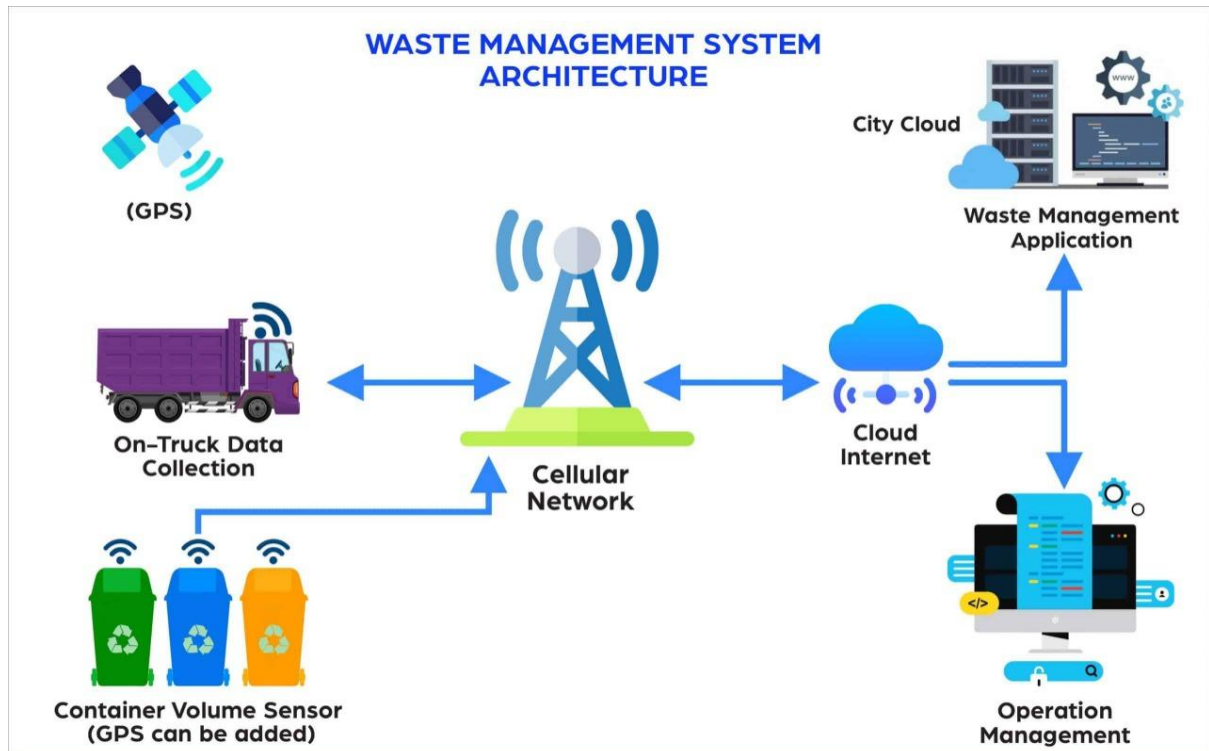 WASTE MANAGEMENT SYSTEM
ARCHITECTURE
(GPS)
City Cloud
www
Waste Management
Application
On-Truck Data
Collection
Cellular
Network
Cloud
Internet
</>
Container Volume Sensor
(GPS can be added)
Operation
Management